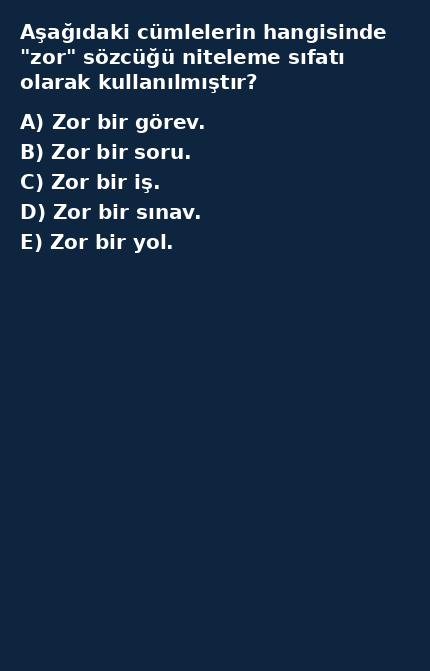 Aşağıdaki cümlelerin hangisinde
"zor" sözcüğü niteleme sıfatı
olarak kullanılmıştır?
A) Zor bir görev.
B) Zor bir soru.
C) Zor bir iş.
D) Zor bir sınav.
E) Zor bir yol.